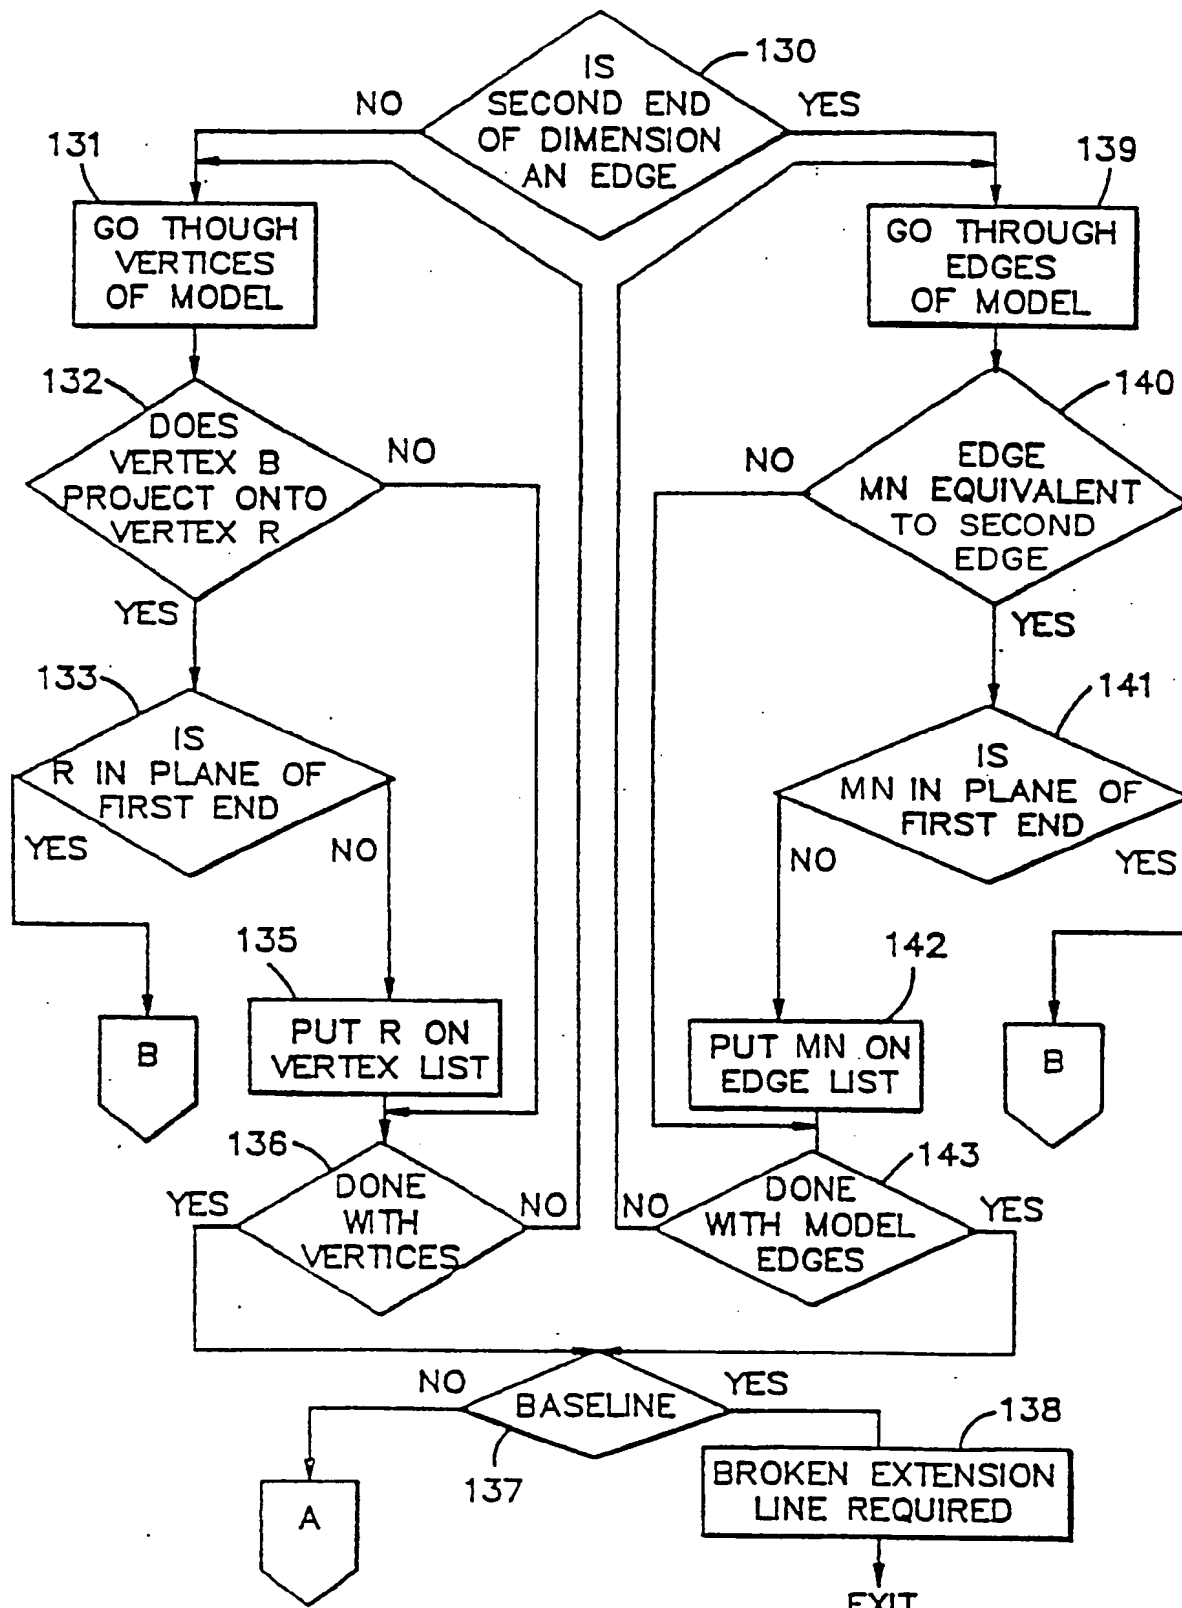 130
IS
SECOND END
OF DIMENSION
AN EDGE
NO
YES
131
139
GO THOUGH
VERTICES
OF MODEL
GO THROUGH
EDGES
OF MODEL
132
140
DOES
VERTEX B
PROJECT ONTO
VERTEX R
NO
NO
EDGE
MN EQUIVALENT
TO SECOND
EDGE
YES
YES
133
141
IS
R IN PLANE OF
FIRST END
IS
MN IN PLANE OF
FIRST END
YES
NO
NO
YES
135
142
B
PUT R ON
VERTEX LIST
PUT MN ON
EDGE LIST
B
136
143
YES
DONE
WITH
VERTICES
NO
NO
DONE
WITH MODEL
EDGES
YES
NO
BASELINE
YES
137
138
A
BROKEN EXTENSION
LINE REQUIRED
EXIT